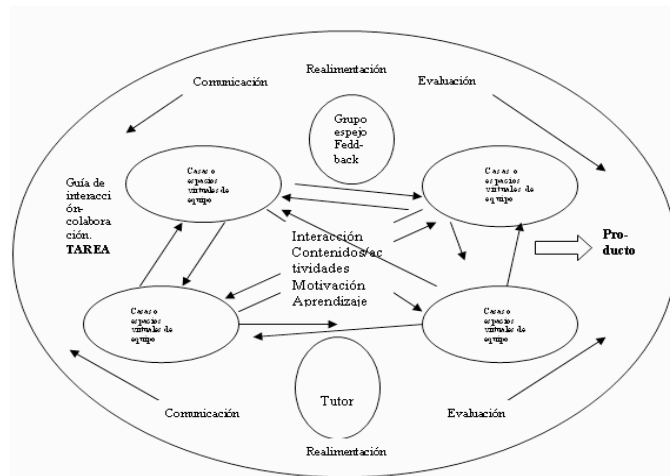 Realimentación
Comunicación
Evaluación
Grupo
espejo
Fedd-
back
Casas o
espacios
virtuales de
equipo
Casas o
espacios
virtuales de
equipo
Guía de
interacci
ón-
colabora
ción.
TAREA
Interacción
Contenidos/ac
tividades
Motivación
Aprendizaje
Pro-
ducto
Casas o
espacios
virtuales de
equipo
Casas o
espacios
virtuales de
equipo
Tutor
Comunicación
Evaluación
Realimentación